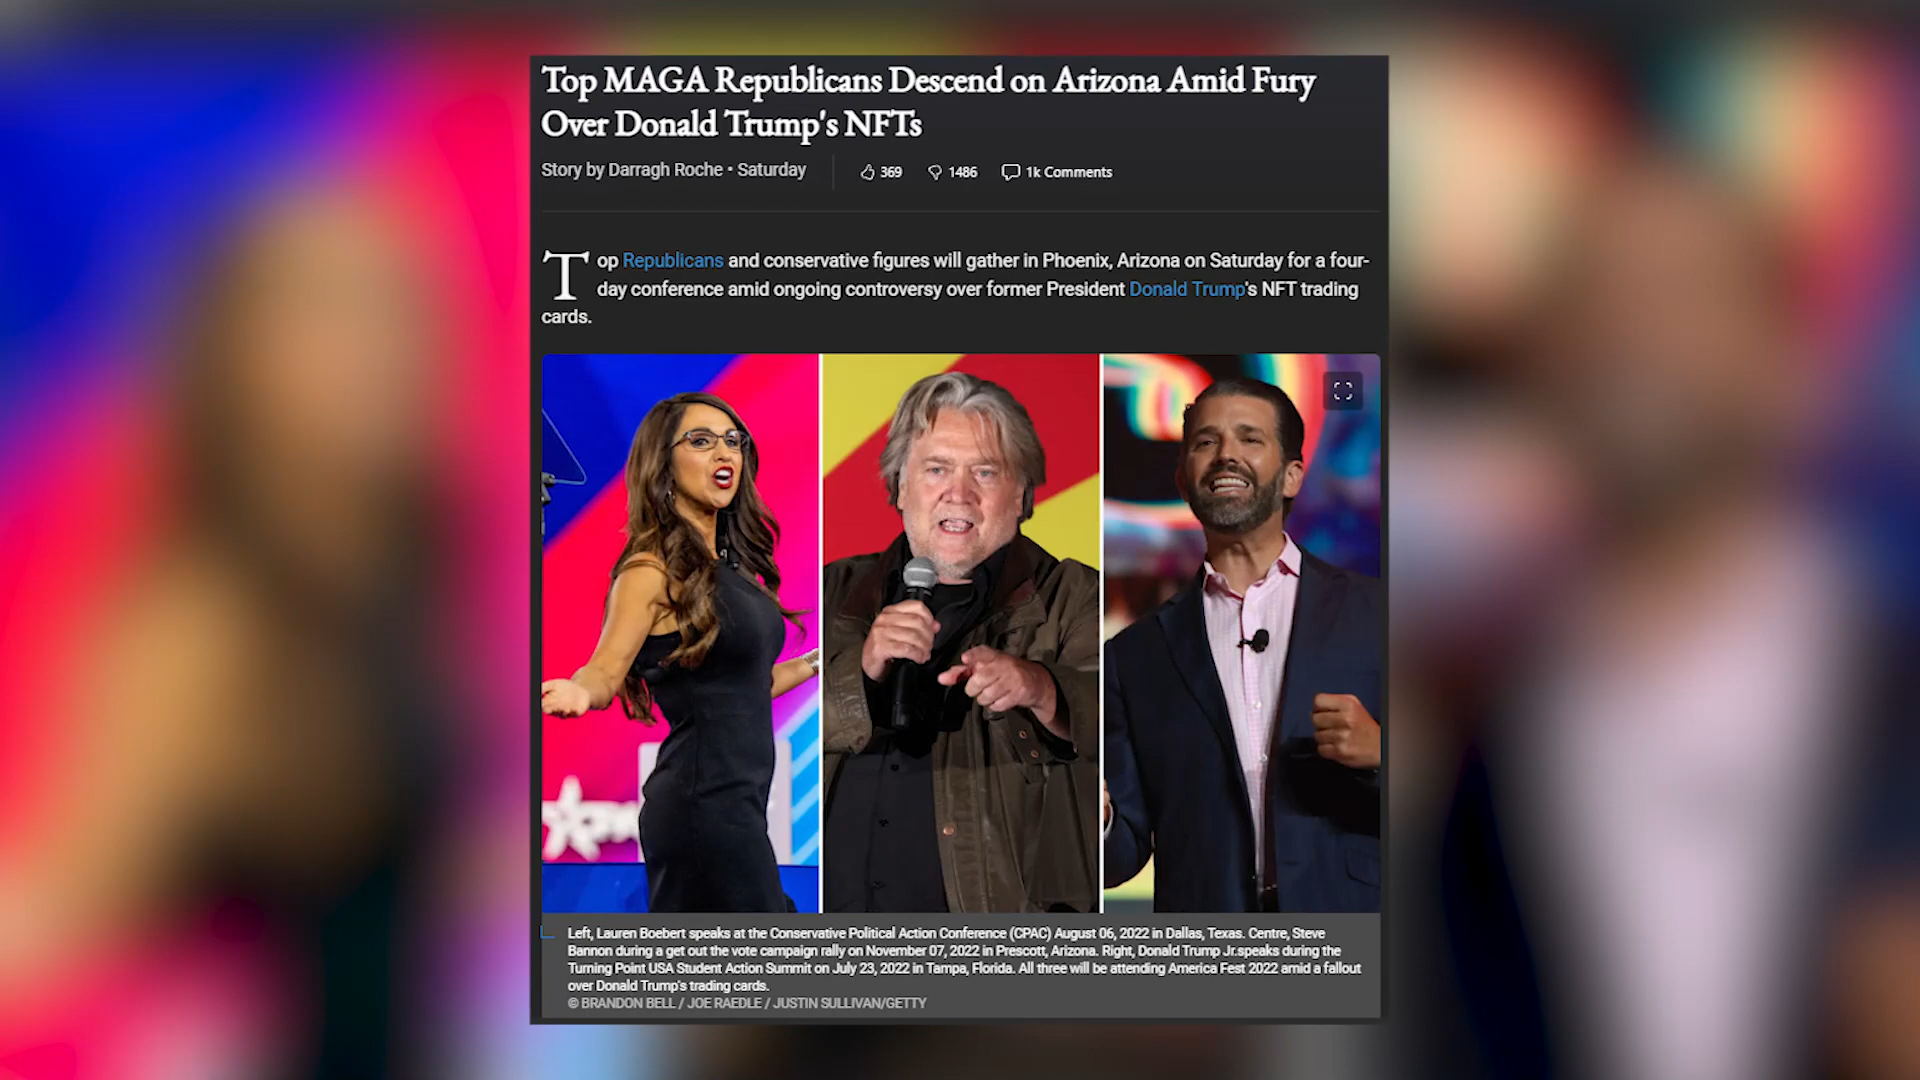 Top MAGA Republicans Descend on Arizona Amid Fury
Over Donald Trump's NFTs
Story by Darragh Roche • Saturday
369
1486
1k Comments
Top Republicans and conservative figures will gather in Phoenix, Arizona on Saturday for a four-
day conference amid ongoing controversy over former President Donald Trump's NFT trading
cards.
Left, Lauren Boebert speaks at the Conservative Political Action Conference (CPAC) August 06, 2022 in Dallas, Texas. Centre, Steve
Bannon during a get out the vote campaign rally on November 07, 2022 in Prescott, Arizona. Right, Donald Trump Jr.speaks during the
Turning Point USA Student Action Summit on July 23, 2022 in Tampa, Florida. All three will be attending America Fest 2022 amid a fallout
over Donald Trump's trading cards.
© BRANDON BELL / JOE RAEDLE / JUSTIN SULLIVAN/GETTY